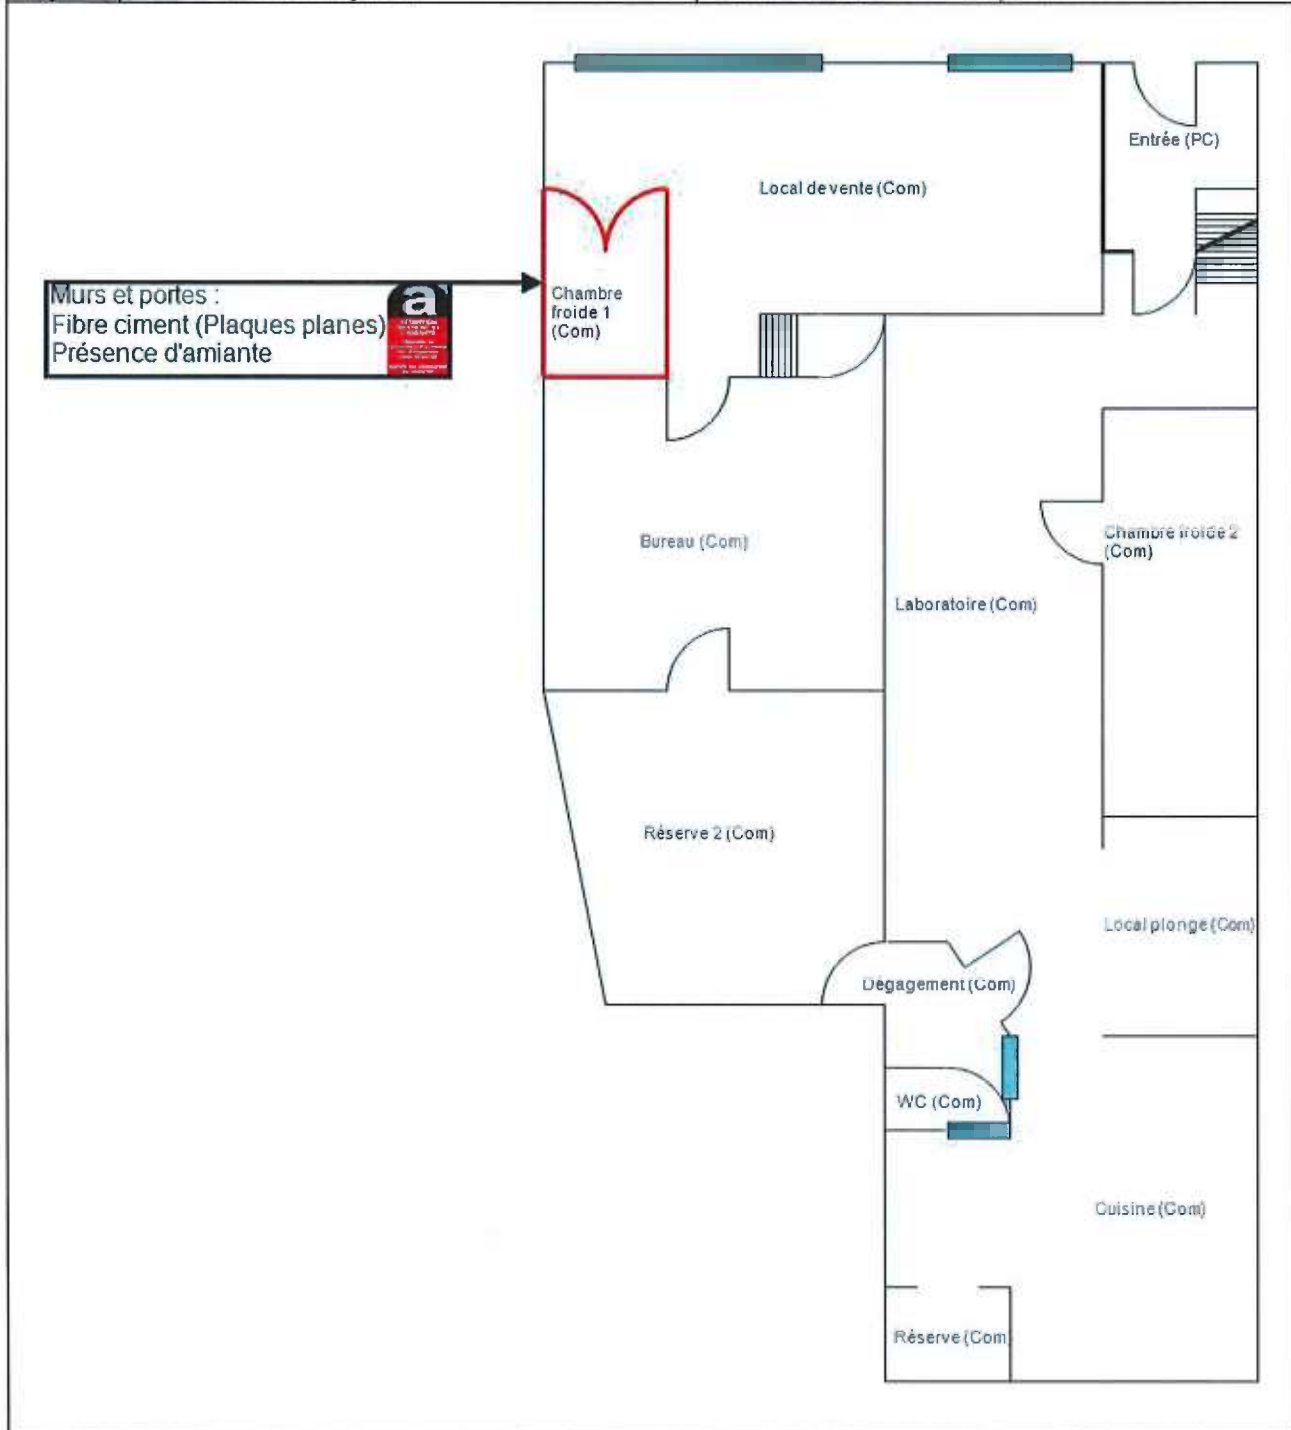 Entrée (PC)
Local de vente (Com)
Murs et portes :
Fibre ciment (Plaques planes)
Présence d'amiante
a
Chambre
froide 1
(Com)
Bureau (Com)
Chambre froide 2
(Com)
Laboratoire (Com)
Réserve 2 (Com)
Local plonge (Com)
Dégagement (Com)
WC (Com)
Cuisine (Com)
Réserve (Com